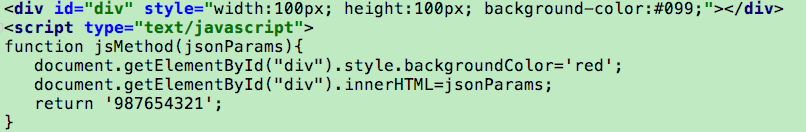 <div id="div" style="width:100px; height:100px; background-color:#099;"></div>
<script type="text/javascript">
function jsMethod(jsonParams){
   document.getElementById("div").style.backgroundColor='red';
   document.getElementById("div").innerHTML=jsonParams;
   return '987654321';
}